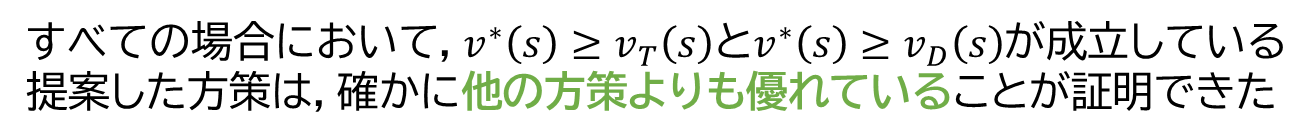 すべての場合において, v*(s) ≥ v_T(s)とv*(s) ≥ v_D(s)が成立している
提案した方策は, 確かに他の方策よりも優れていることが証明できた